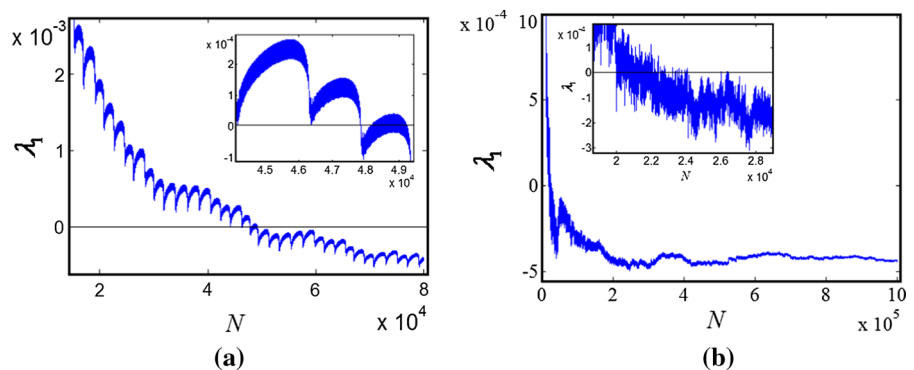 x 10⁻³
2
1
0
λ₁
2 4 6 8
N
x 10⁴
x 10⁻⁴
2
1
0
-1
4.5 4.6 4.7 4.8 4.9
x 10⁴
(a)
x 10⁻⁴
10
5
0
-5
λ₁
0 2 4 6 8 10
N
x 10⁵
x 10⁻⁴
1
0
-1
-2
-3
λ₁
2 2.2 2.4 2.6 2.8
N
x 10⁴
(b)